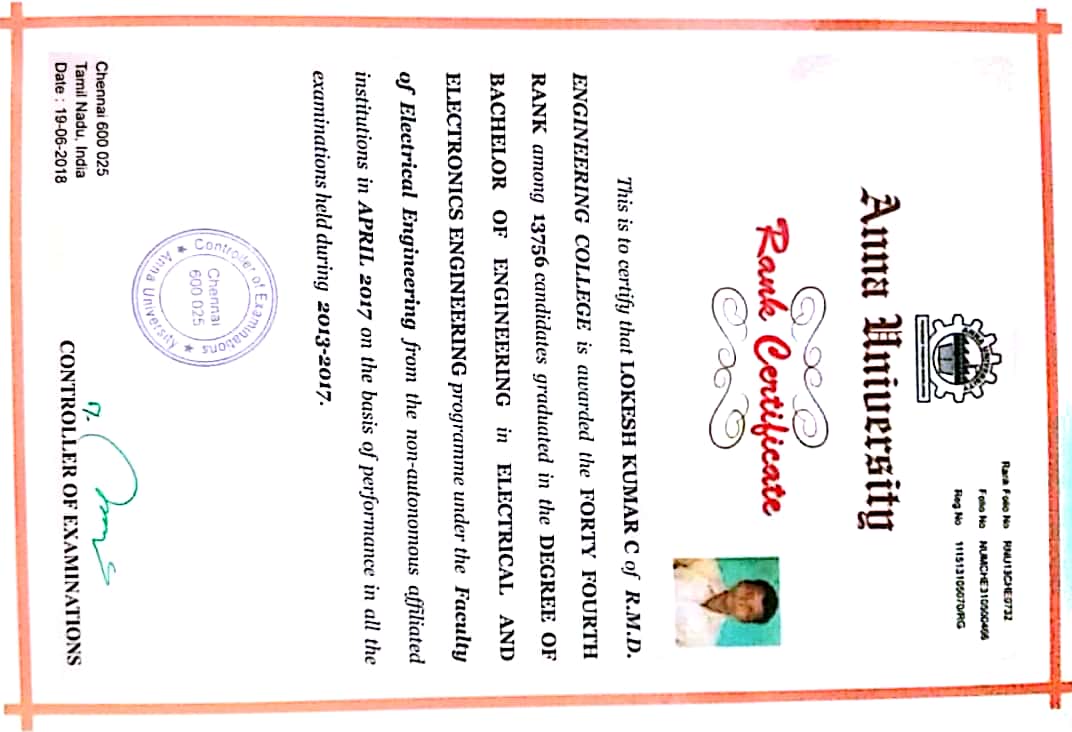 Rank Folio No RNU13CHE0732
Folio No NUMCHE310500466
Reg No 111513105070/RG
Anna University
Rank Certificate
This is to certify that LOKESH KUMAR C of R.M.D.
ENGINEERING COLLEGE is awarded the FORTY FOURTH
RANK among 13756 candidates graduated in the DEGREE OF
BACHELOR OF ENGINEERING in ELECTRICAL AND
ELECTRONICS ENGINEERING programme under the Faculty
of Electrical Engineering from the non-autonomous affiliated
institutions in APRIL 2017 on the basis of performance in all the
examinations held during 2013-2017.
Controller of Examinations
★ Anna University ★
Chennai
600 025
Chennai 600 025
Tamil Nadu, India
Date : 19-06-2018
CONTROLLER OF EXAMINATIONS